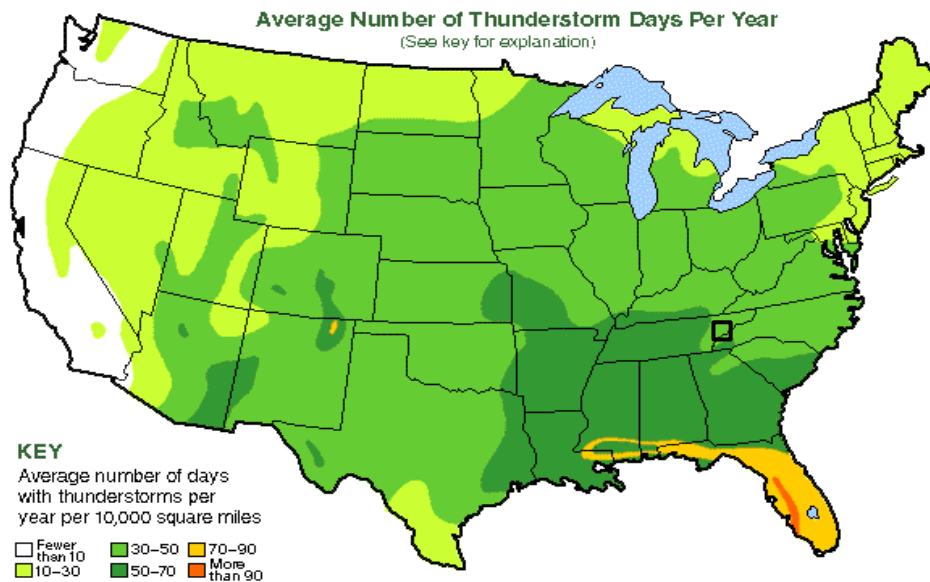 Average Number of Thunderstorm Days Per Year
(See key for explanation)
KEY
Average number of days
with thunderstorms per
year per 10,000 square miles
Fewer
than 10
30–50
70–90
10–30
50–70
More
than 90